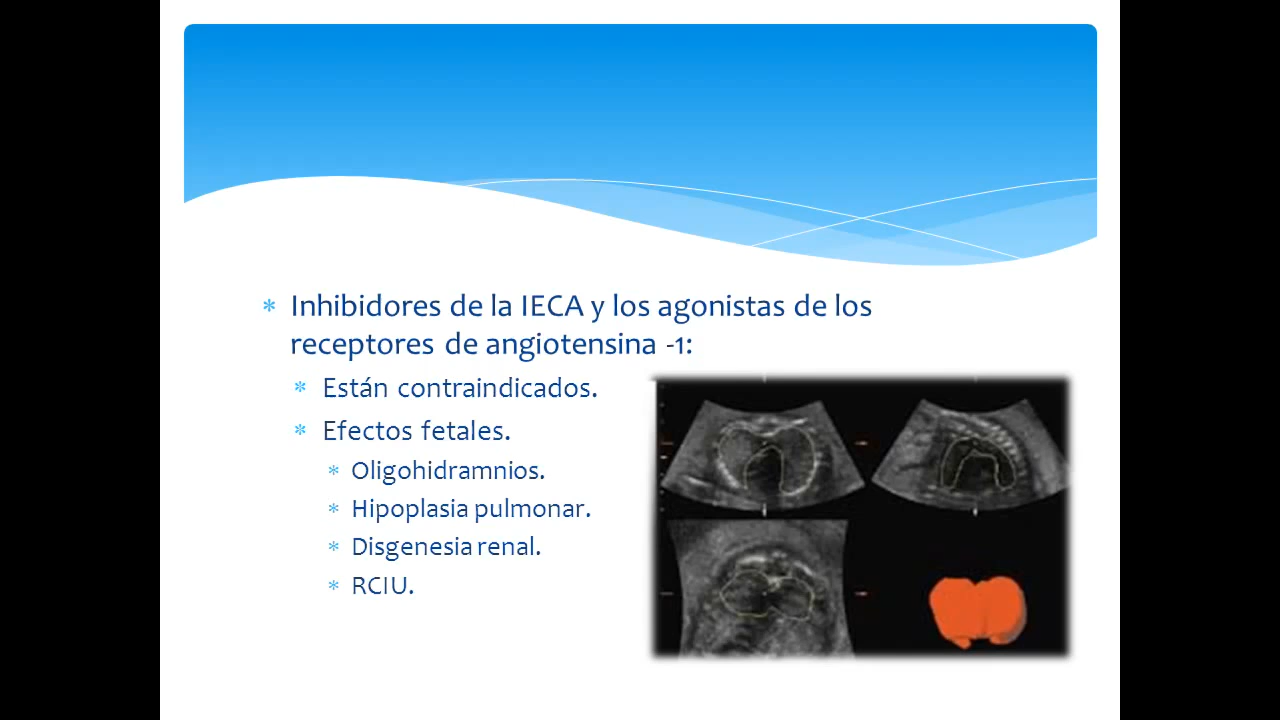 * Inhibidores de la IECA y los agonistas de los
receptores de angiotensina -1:
* Están contraindicados.
* Efectos fetales.
* Oligohidramnios.
* Hipoplasia pulmonar.
* Disgenesia renal.
* RCIU.